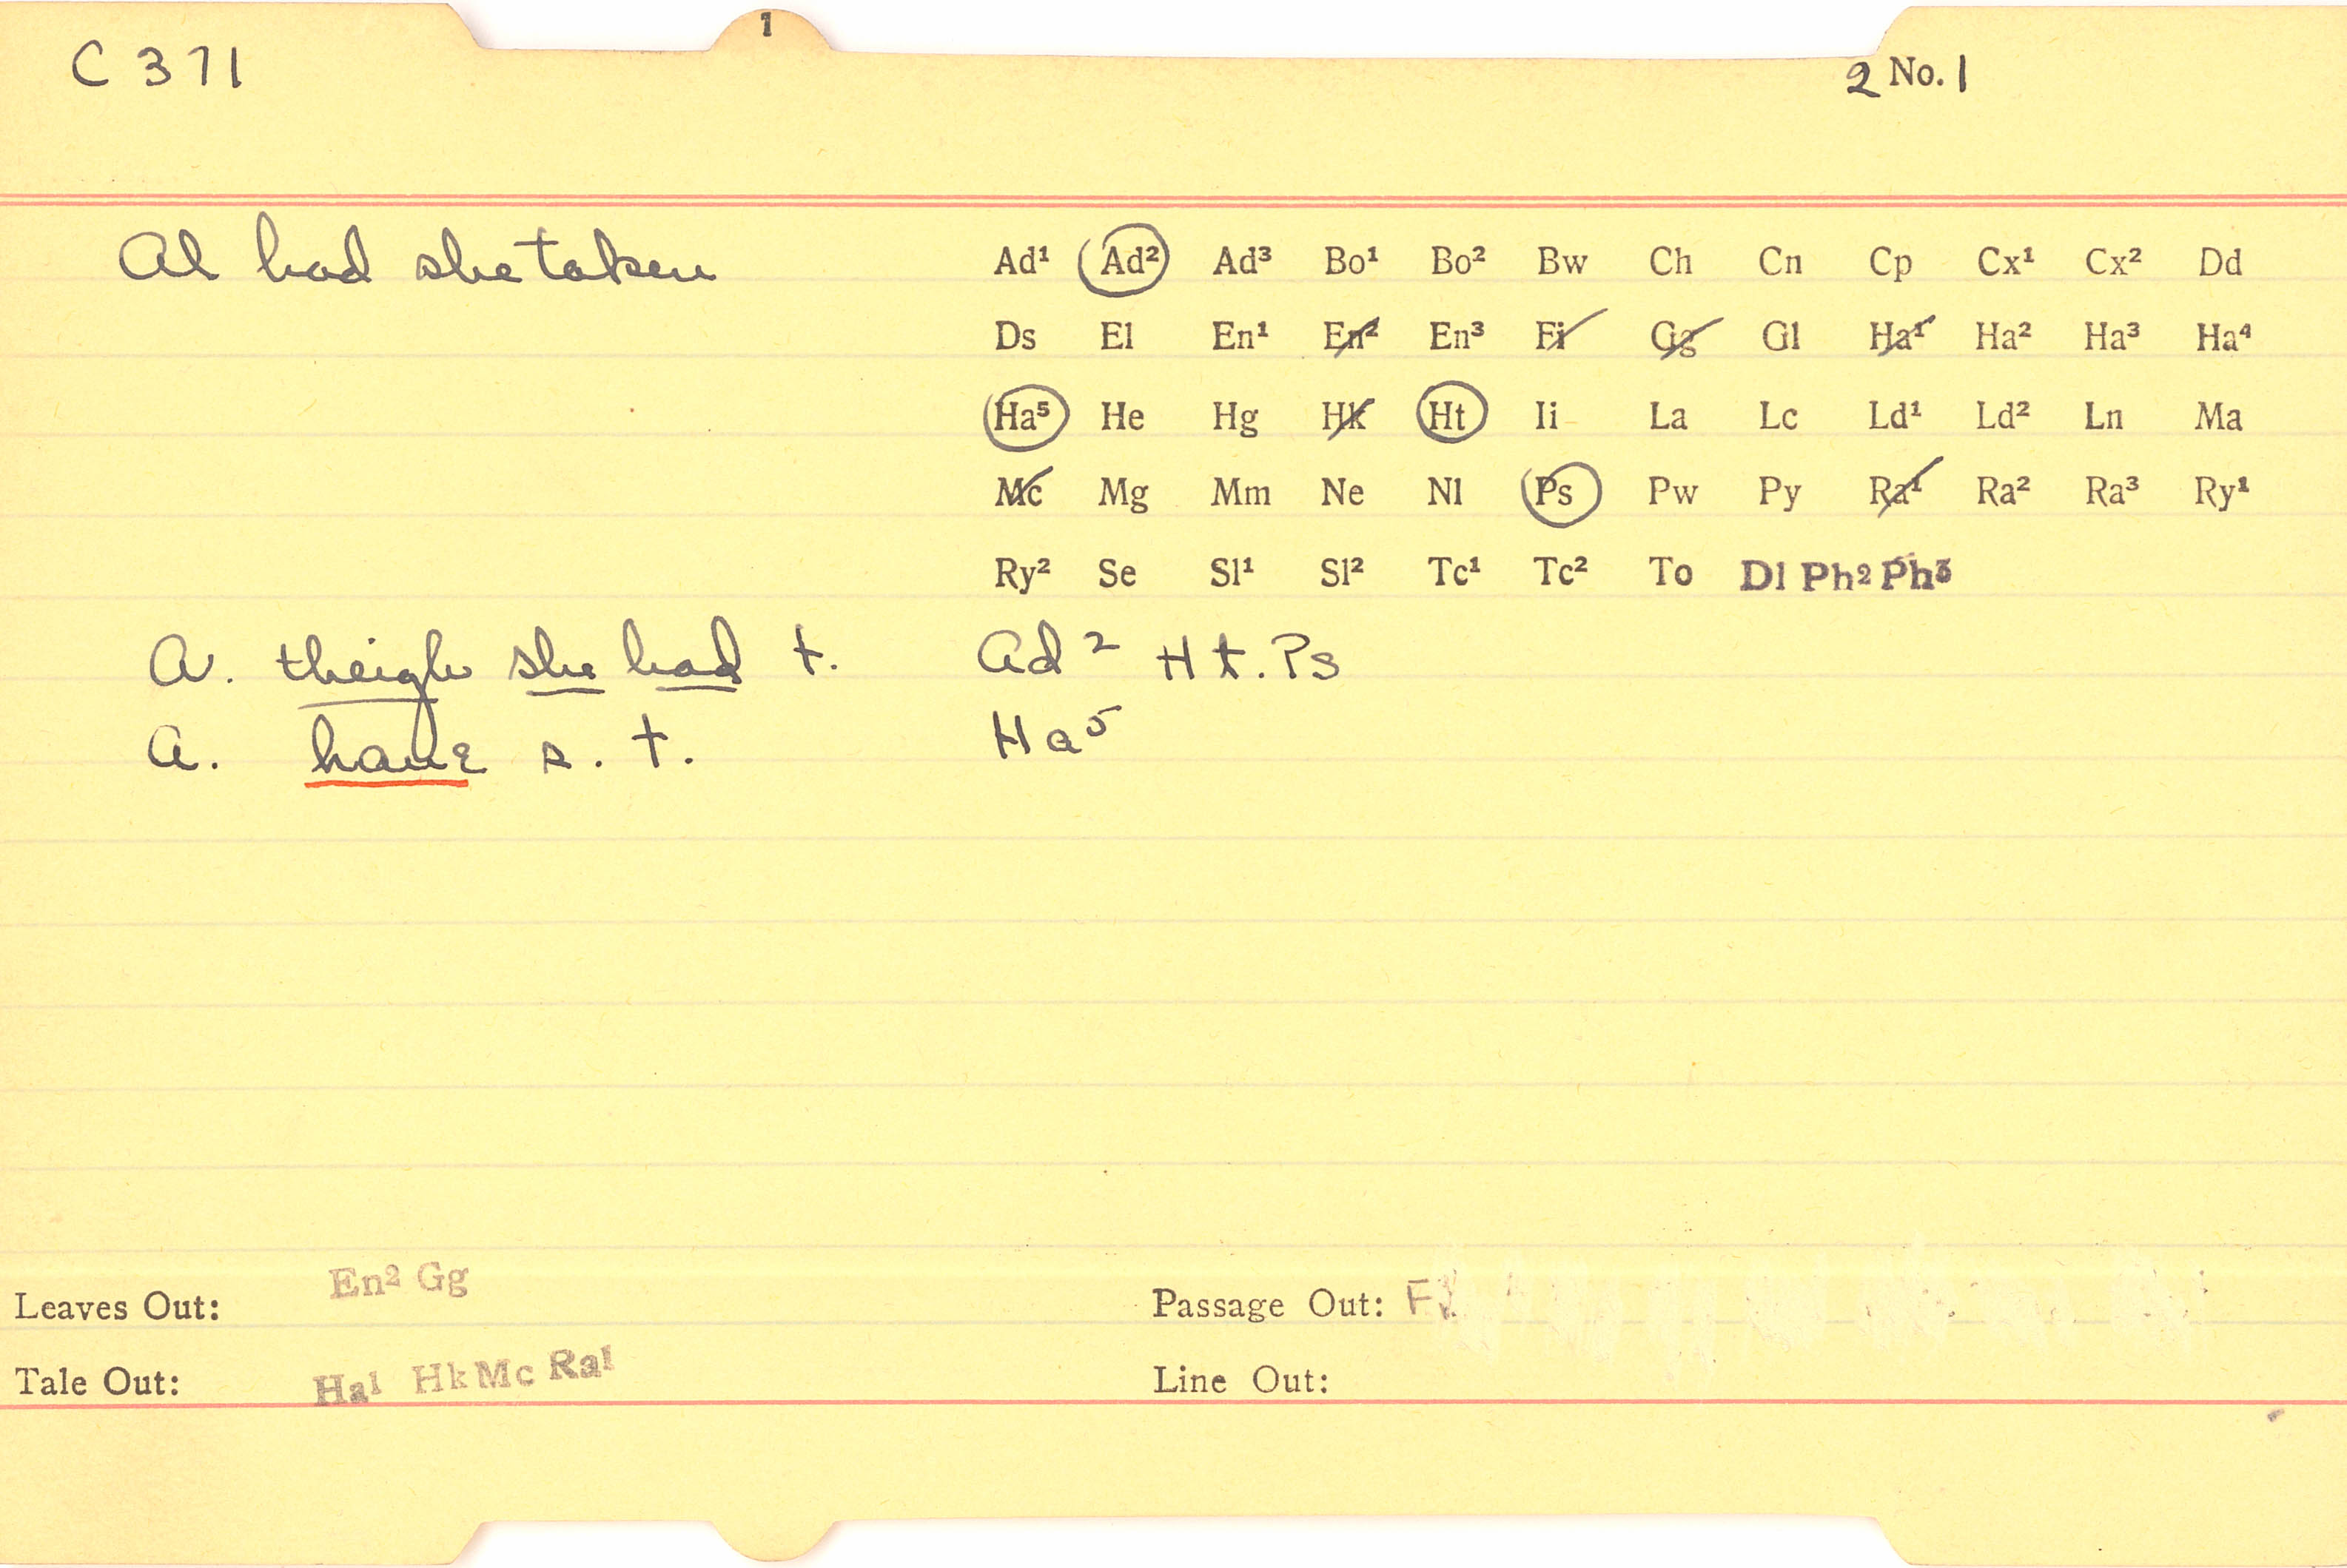 1
C 371 2 No. 1
Al had she taken
Ad¹ Ad² Ad³ Bo¹ Bo² Bw Ch Cn Cp Cx¹ Cx² Dd
Ds El En¹ En² En³ Fi Gg Gl Ha¹ Ha² Ha³ Ha⁴
Ha⁵ He Hg Hk Ht Ii La Lc Ld¹ Ld² Ln Ma
Mc Mg Mm Ne Nl Ps Pw Py Ra¹ Ra² Ra³ Ry¹
Ry² Se Sl¹ Sl² Tc¹ Tc² To Dl Ph² Ph³
A. theigh she had t. Ad² Ht. Ps
A. haue s. t. Ha⁵
Leaves Out: En² Gg Passage Out: Fi
Tale Out: Ha¹ Hk Mc Ra¹ Line Out: